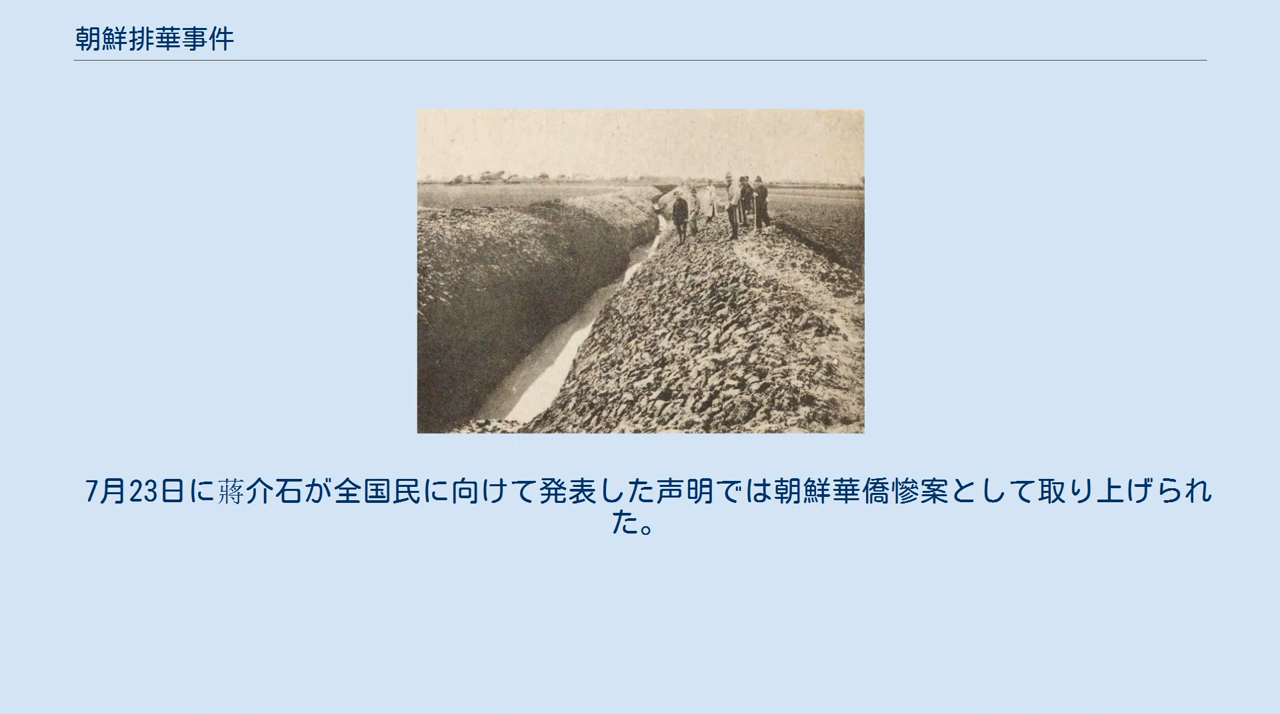 朝鮮排華事件
7月23日に蔣介石が全国民に向けて発表した声明では朝鮮華僑惨案として取り上げられ
た。